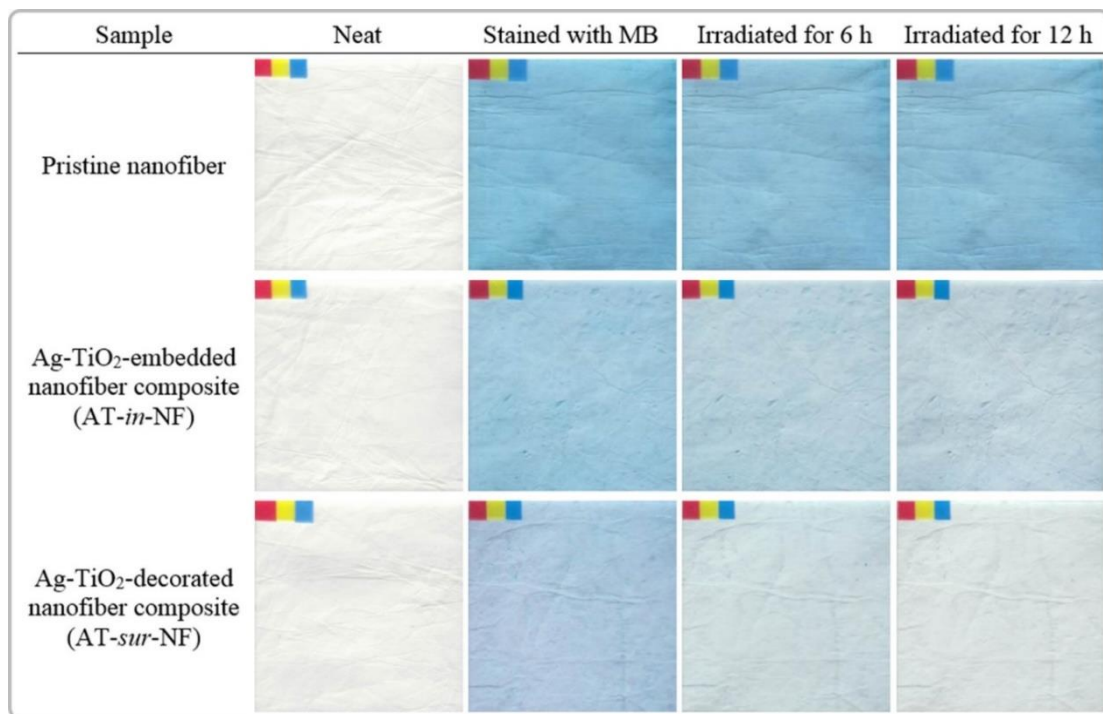 Sample Neat Stained with MB Irradiated for 6 h Irradiated for 12 h
Pristine nanofiber
Ag-TiO₂-embedded
nanofiber composite
(AT-in-NF)
Ag-TiO₂-decorated
nanofiber composite
(AT-sur-NF)